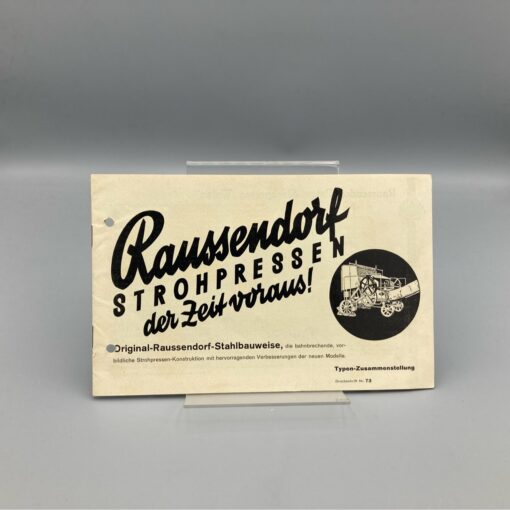 Raussendorf
STROHPRESSEN
der Zeit voraus!
Original-Raussendorf-Stahlbauweise, die bahnbrechende, vor-
bildliche Strohpressen-Konstruktion mit hervorragenden Verbesserungen der neuen Modelle.
Typen-Zusammenstellung
Druckschrift Nr. 73